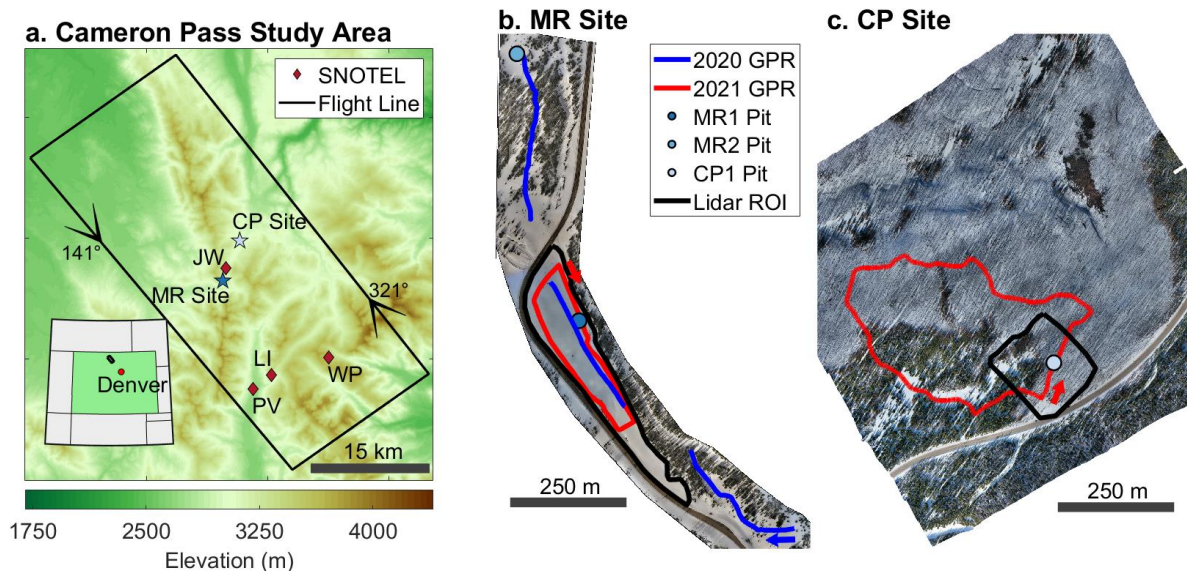 a. Cameron Pass Study Area
SNOTEL
Flight Line
CP Site
141°
JW
MR Site
321°
LI
WP
Denver
PV
15 km
1750 2500 3250 4000
Elevation (m)
b. MR Site
2020 GPR
2021 GPR
MR1 Pit
MR2 Pit
CP1 Pit
Lidar ROI
250 m
c. CP Site
250 m